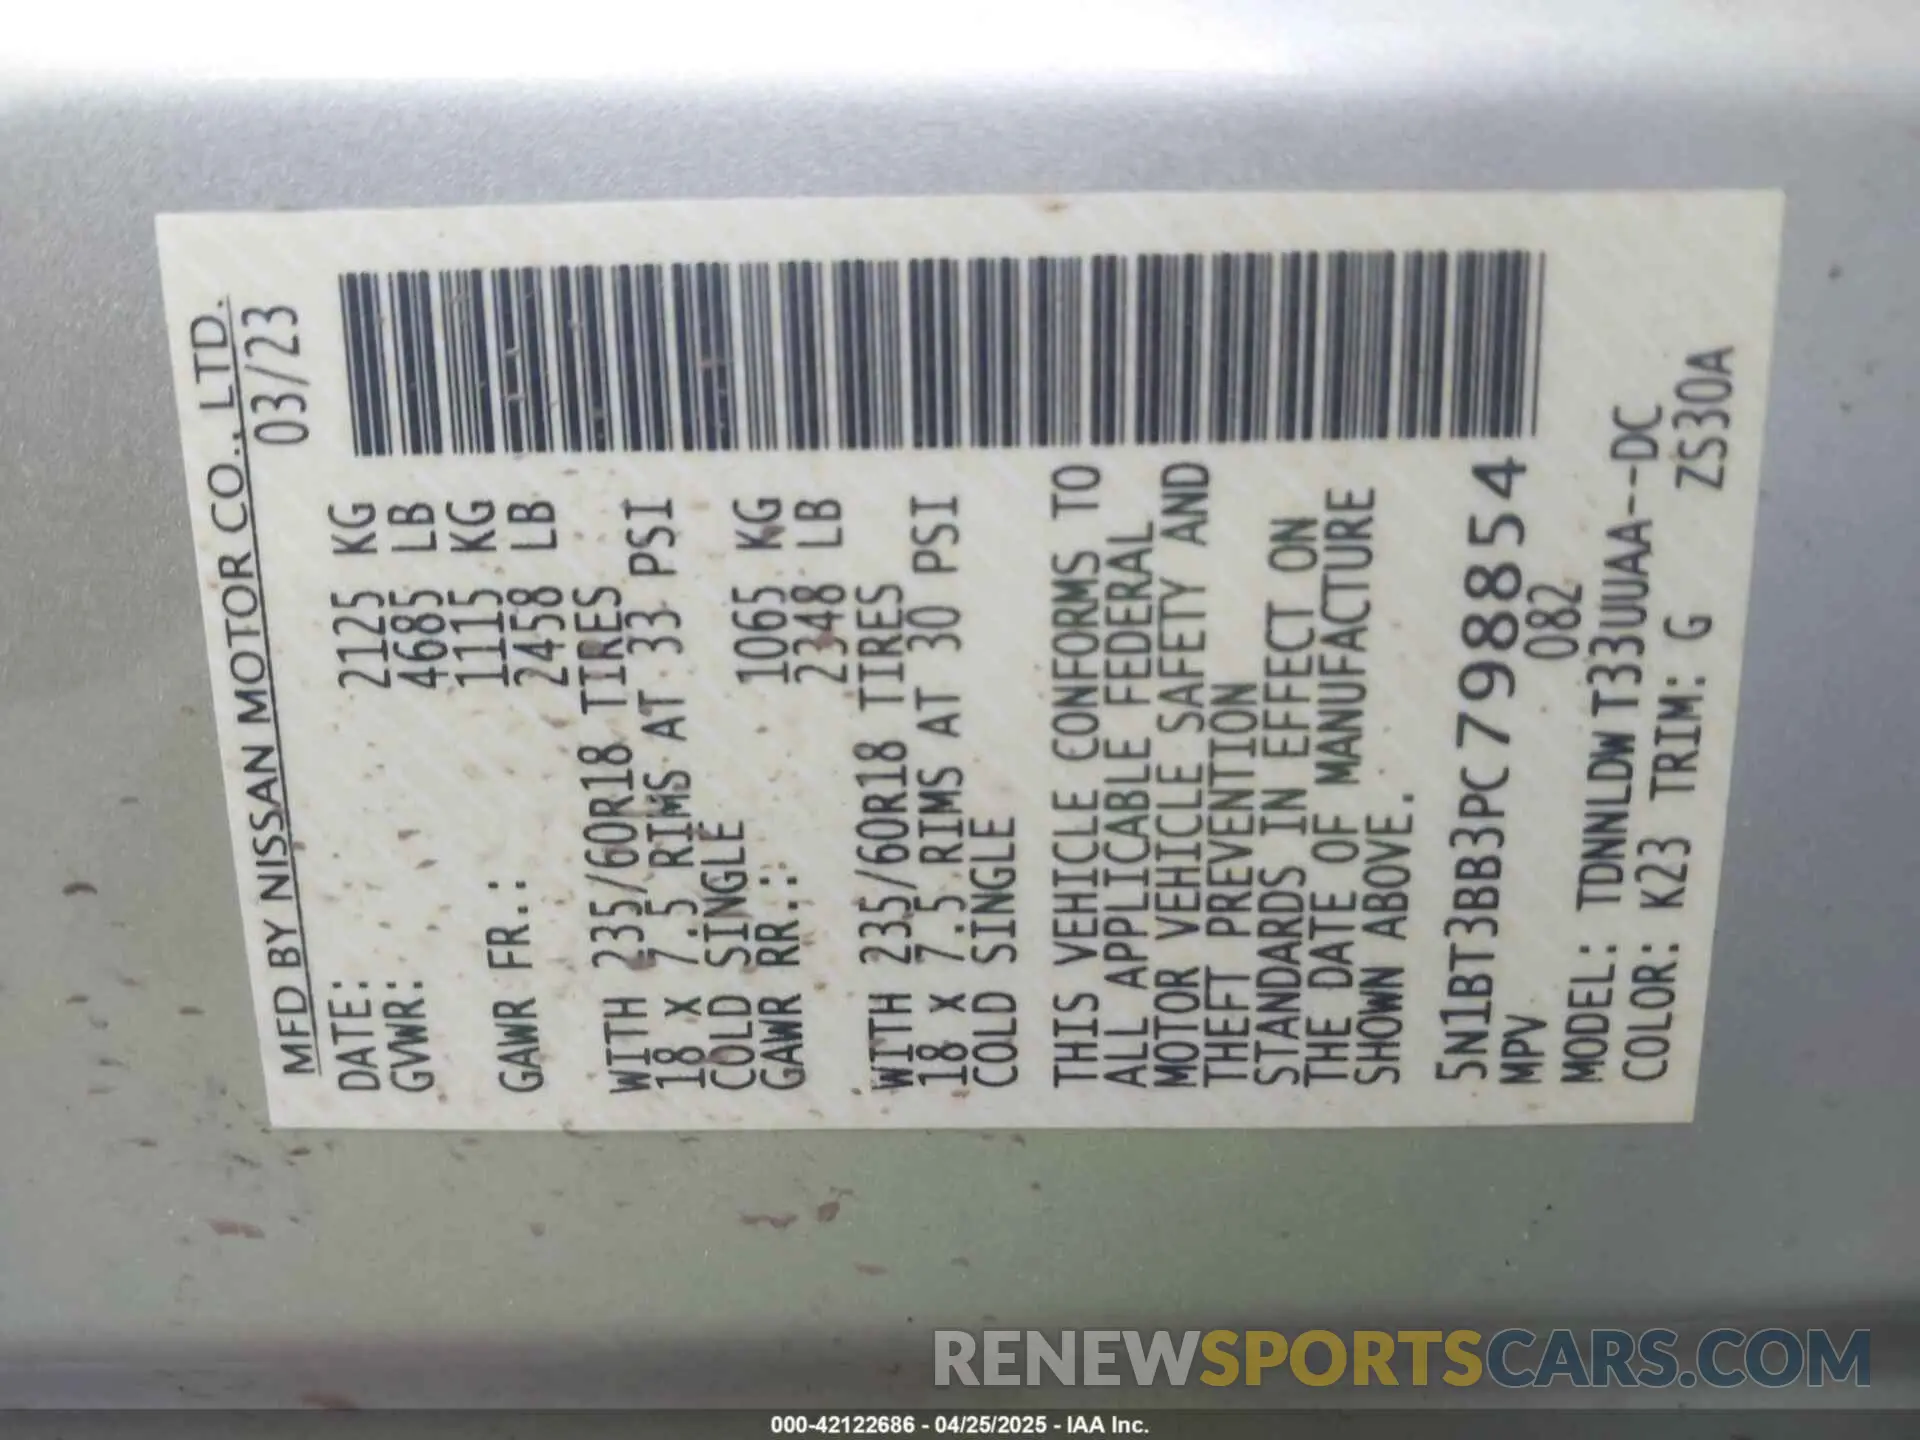 MFD BY NISSAN MOTOR CO., LTD.
DATE: 03/23
GVWR: 2125 KG
4685 LB
GAWR FR.: 1115 KG
2458 LB
WITH 235/60R18 TIRES
18 X 7.5 RIMS AT 33 PSI
COLD SINGLE
GAWR RR.: 1065 KG
2348 LB
WITH 235/60R18 TIRES
18 X 7.5 RIMS AT 30 PSI
COLD SINGLE
THIS VEHICLE CONFORMS TO
ALL APPLICABLE FEDERAL
MOTOR VEHICLE SAFETY AND
THEFT PREVENTION
STANDARDS IN EFFECT ON
THE DATE OF MANUFACTURE
SHOWN ABOVE.
5N1BT3BB3PC798854
MPV 082
MODEL: TDNNLDW T33UUAA--DC
COLOR: K23 TRIM: G ZS30A
RENEWSPORTSCARS.COM
000-42122686 - 04/25/2025 - IAA Inc.